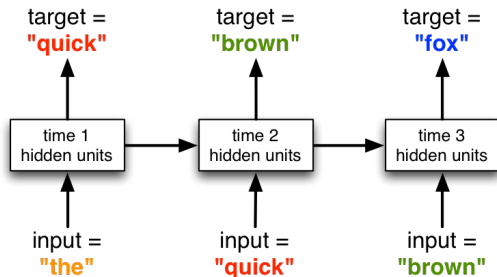 target =
"quick"
target =
"brown"
target =
"fox"
time 1
hidden units
time 2
hidden units
time 3
hidden units
input =
"the"
input =
"quick"
input =
"brown"